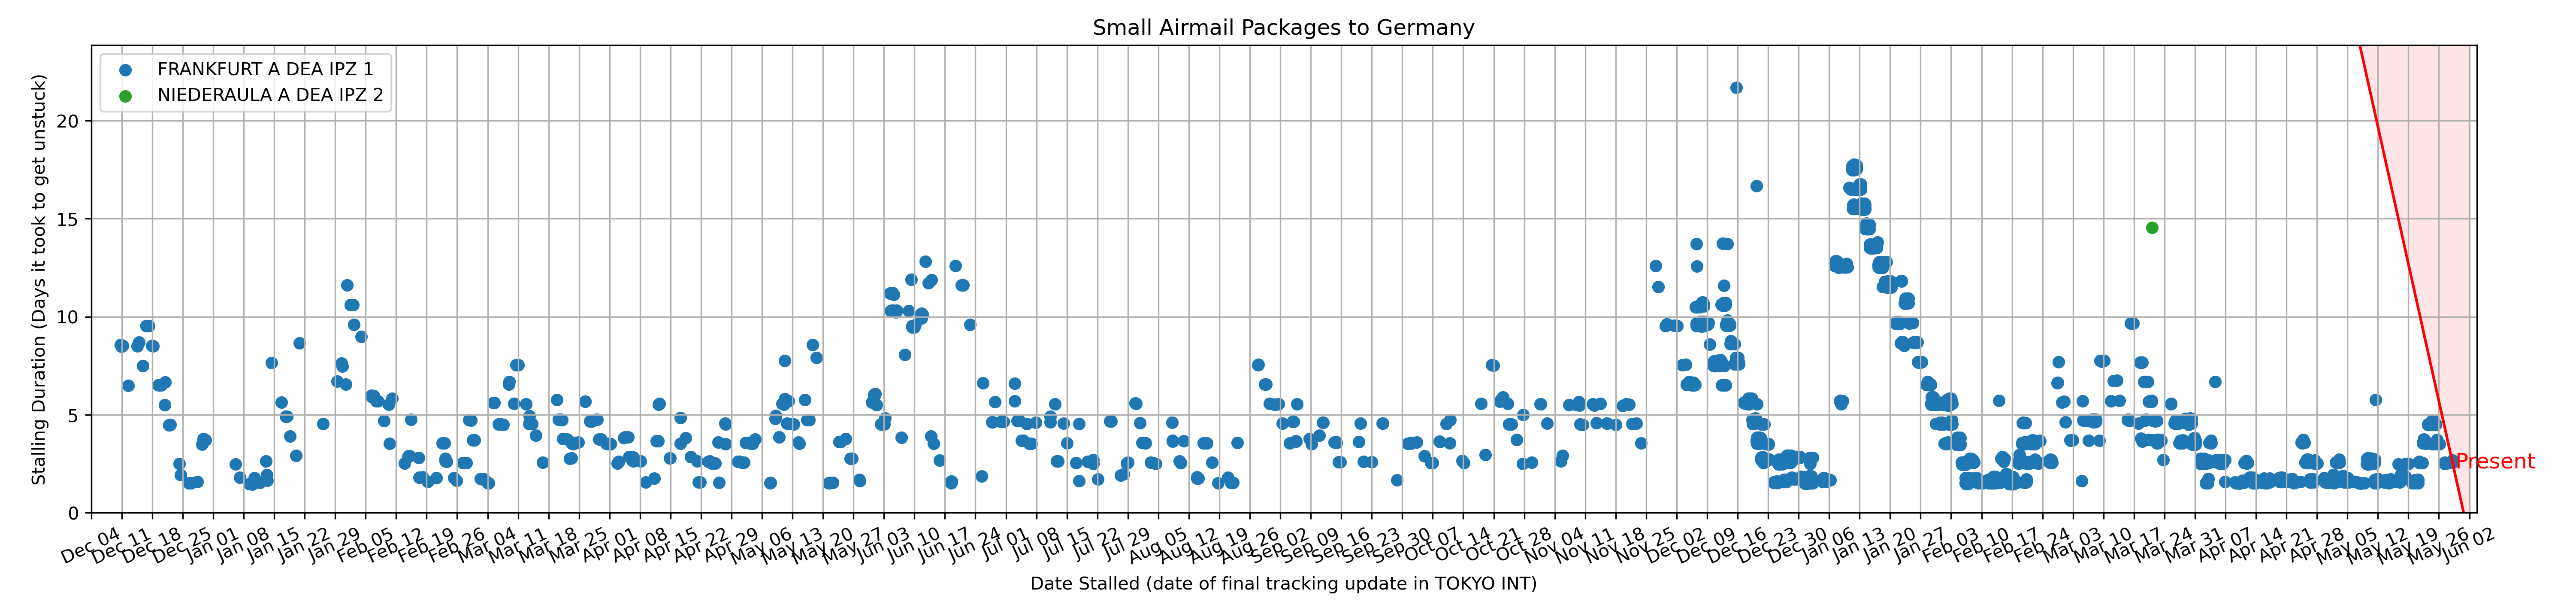 Small Airmail Packages to Germany
FRANKFURT A DEA IPZ 1
NIEDERAULA A DEA IPZ 2
Stalling Duration (Days it took to get unstuck)
20
15
10
5
0
Present
Dec 04 Dec 11 Dec 18 Dec 25 Jan 01 Jan 08 Jan 15 Jan 22 Jan 29 Feb 05 Feb 12 Feb 19 Feb 26 Mar 04 Mar 11 Mar 18 Mar 25 Apr 01 Apr 08 Apr 15 Apr 22 Apr 29 May 06 May 13 May 20 May 27 Jun 03 Jun 10 Jun 17 Jun 24 Jul 01 Jul 08 Jul 15 Jul 22 Jul 29 Aug 05 Aug 12 Aug 19 Aug 26 Sep 02 Sep 09 Sep 16 Sep 23 Sep 30 Oct 07 Oct 14 Oct 21 Oct 28 Nov 04 Nov 11 Nov 18 Nov 25 Dec 02 Dec 09 Dec 16 Dec 23 Dec 30 Jan 06 Jan 13 Jan 20 Jan 27 Feb 03 Feb 10 Feb 17 Feb 24 Mar 03 Mar 10 Mar 17 Mar 24 Mar 31 Apr 07 Apr 14 Apr 21 Apr 28 May 05 May 12 May 19 May 26 Jun 02
Date Stalled (date of final tracking update in TOKYO INT)